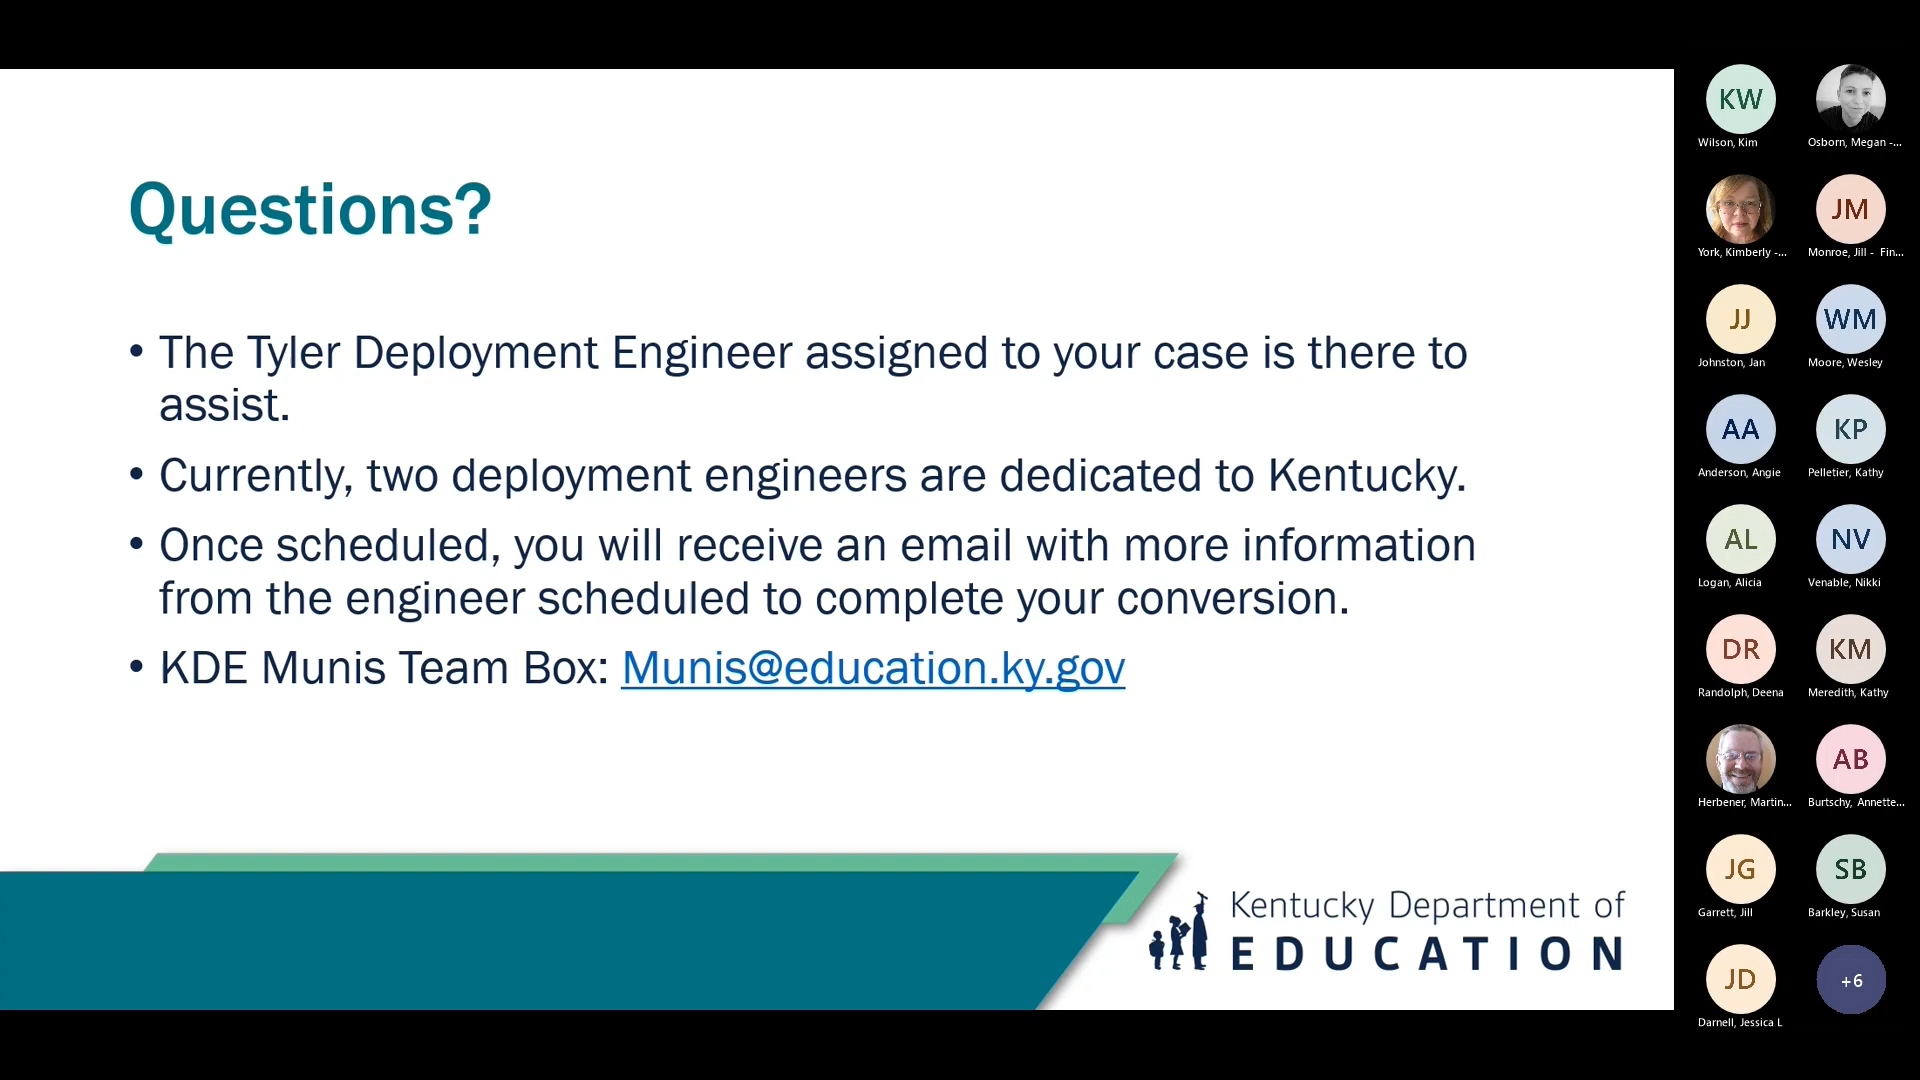 Questions?
• The Tyler Deployment Engineer assigned to your case is there to
assist.
• Currently, two deployment engineers are dedicated to Kentucky.
• Once scheduled, you will receive an email with more information
from the engineer scheduled to complete your conversion.
• KDE Munis Team Box: Munis@education.ky.gov
Kentucky Department of
EDUCATION
KW
Wilson, Kim
Osborn, Megan -...
York, Kimberly -...
JM
Monroe, Jill - Fin...
JJ
Johnston, Jan
WM
Moore, Wesley
AA
Anderson, Angie
KP
Pelletier, Kathy
AL
Logan, Alicia
NV
Venable, Nikki
DR
Randolph, Deena
KM
Meredith, Kathy
Herbener, Martin...
AB
Burtschy, Annette...
JG
Garrett, Jill
SB
Barkley, Susan
JD
Darnell, Jessica L
+6